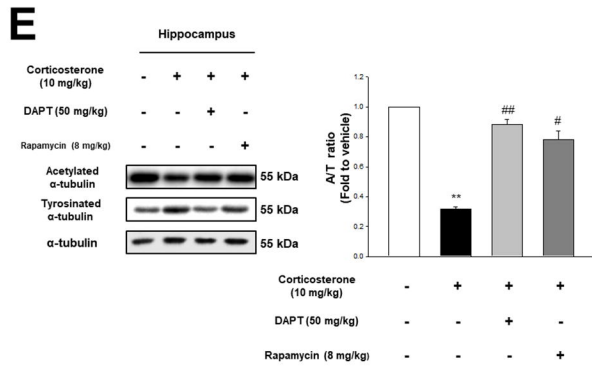 E
Hippocampus
Corticosterone
(10 mg/kg)
- + + +
DAPT (50 mg/kg)
- - + -
Rapamycin (8 mg/kg)
- - - +
Acetylated
α-tubulin
55 kDa
Tyrosinated
α-tubulin
55 kDa
α-tubulin
55 kDa
A/T ratio
(Fold to vehicle)
1.2
1.0
0.8
0.6
0.4
0.2
0.0
**
##
#
Corticosterone
(10 mg/kg)
- + + +
DAPT (50 mg/kg)
- - + -
Rapamycin (8 mg/kg)
- - - +